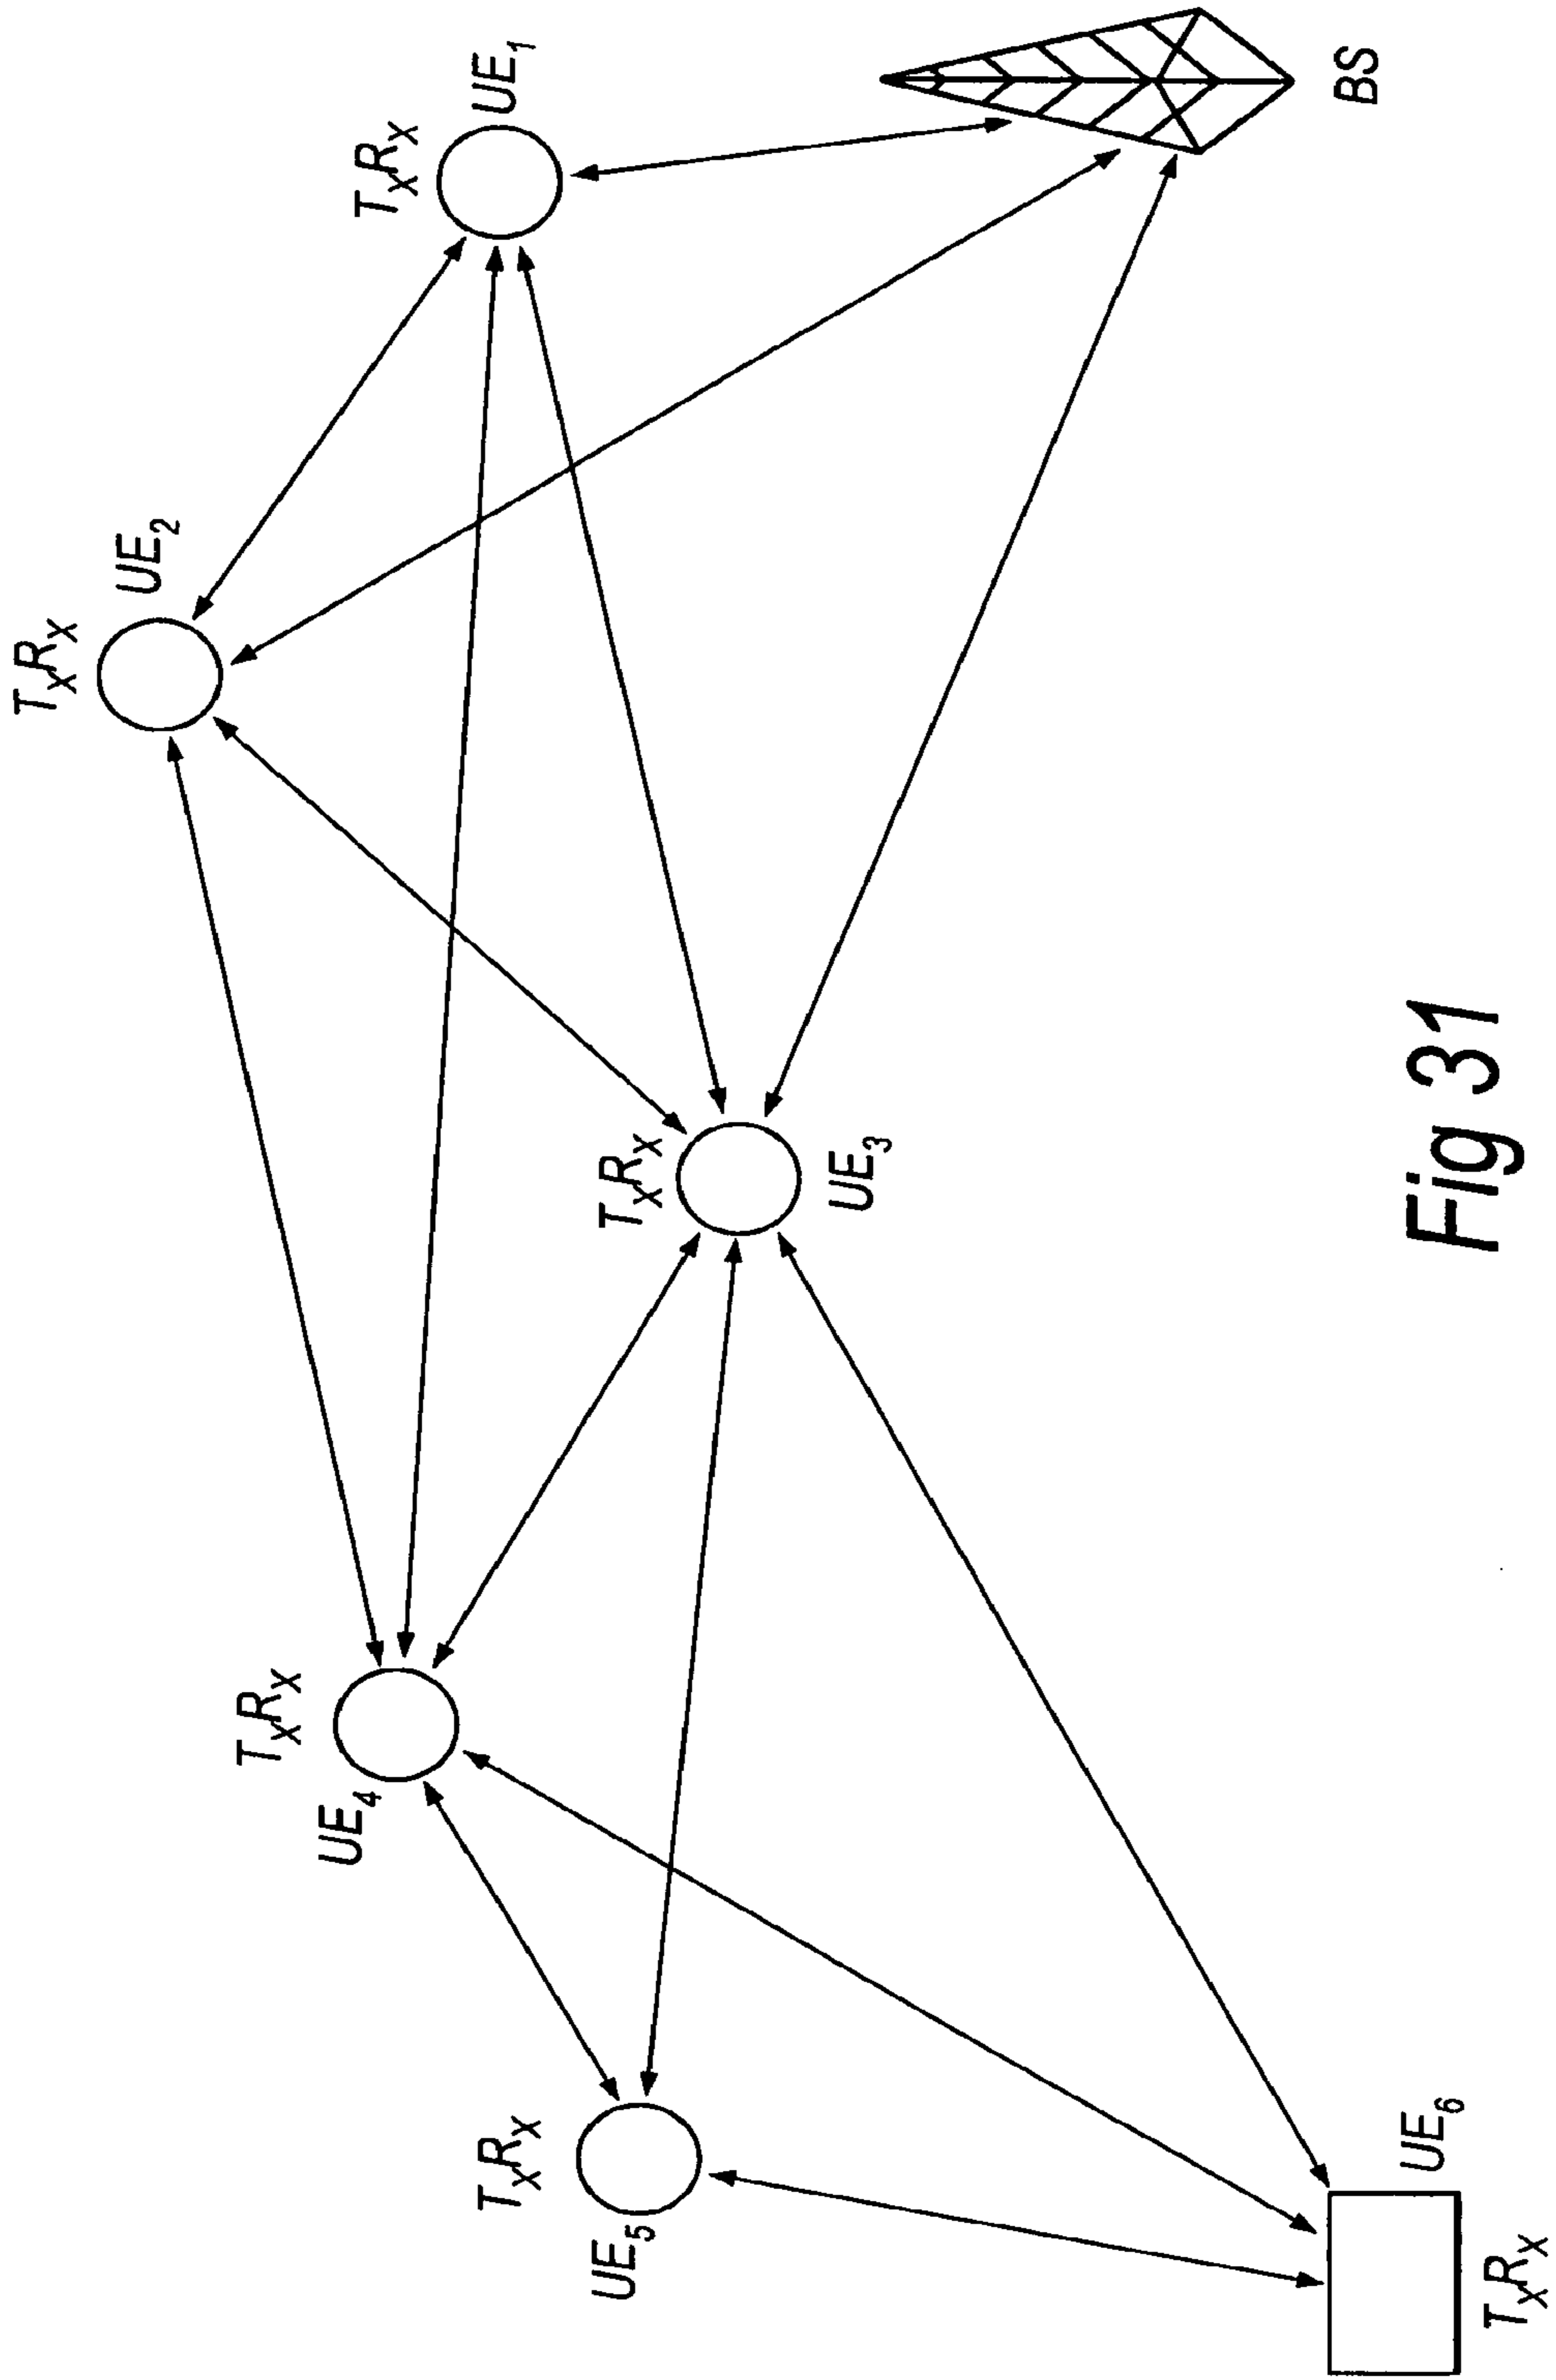 TxRx
UE1
TxRx
UE2
BS
TxRx
UE3
TxRx
UE4
TxRx
UE5
UE6
TxRx
Fig 31